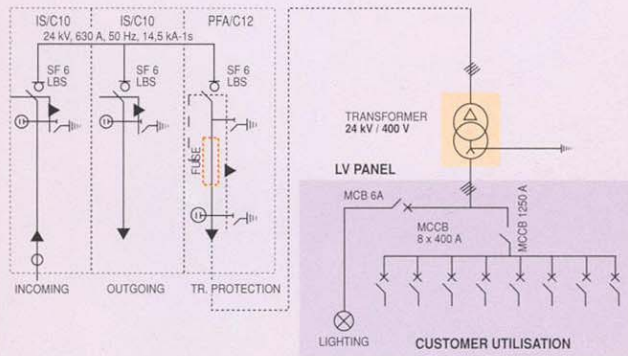 IS/C10
IS/C10
PFA/C12
24 kV, 630 A, 50 Hz, 14,5 kA-1s
SF 6
LBS
SF 6
LBS
SF 6
LBS
FUSE
INCOMING
OUTGOING
TR. PROTECTION
TRANSFORMER
24 kV / 400 V
LV PANEL
MCB 6A
MCCB
8 x 400 A
MCCB 1250 A
LIGHTING
CUSTOMER UTILISATION